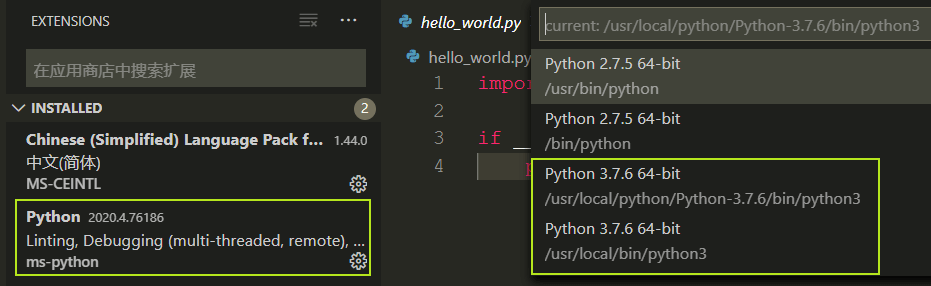 EXTENSIONS
在应用商店中搜索扩展
INSTALLED 2
Chinese (Simplified) Language Pack f... 1.44.0
中文(简体)
MS-CEINTL
Python 2020.4.76186
Linting, Debugging (multi-threaded, remote), ...
ms-python
hello_world.py
hello_world.py
1 impor
2
3 if __
4
current: /usr/local/python/Python-3.7.6/bin/python3
Python 2.7.5 64-bit
/usr/bin/python
Python 2.7.5 64-bit
/bin/python
Python 3.7.6 64-bit
/usr/local/python/Python-3.7.6/bin/python3
Python 3.7.6 64-bit
/usr/local/bin/python3